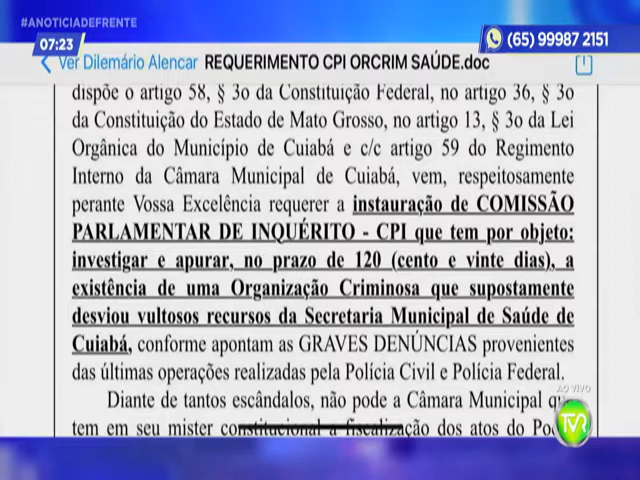 #ANOTICIADEFRENTE
07:23
(65) 99987 2151
Ver Dilemário Alencar REQUERIMENTO CPI ORCRIM SAÚDE.doc
dispõe o artigo 58, § 3o da Constituição Federal, no artigo 36, § 3o
da Constituição do Estado de Mato Grosso, no artigo 13, § 3o da Lei
Orgânica do Município de Cuiabá e c/c artigo 59 do Regimento
Interno da Câmara Municipal de Cuiabá, vem, respeitosamente
perante Vossa Excelência requerer a instauração de COMISSÃO
PARLAMENTAR DE INQUÉRITO - CPI que tem por objeto:
investigar e apurar, no prazo de 120 (cento e vinte dias), a
existência de uma Organização Criminosa que supostamente
desviou vultosos recursos da Secretaria Municipal de Saúde de
Cuiabá, conforme apontam as GRAVES DENÚNCIAS provenientes
das últimas operações realizadas pela Polícia Civil e Polícia Federal.
Diante de tantos escândalos, não pode a Câmara Municipal
AO VIVO
tem em seu mister constitucional a fiscalização dos atos do
TVR